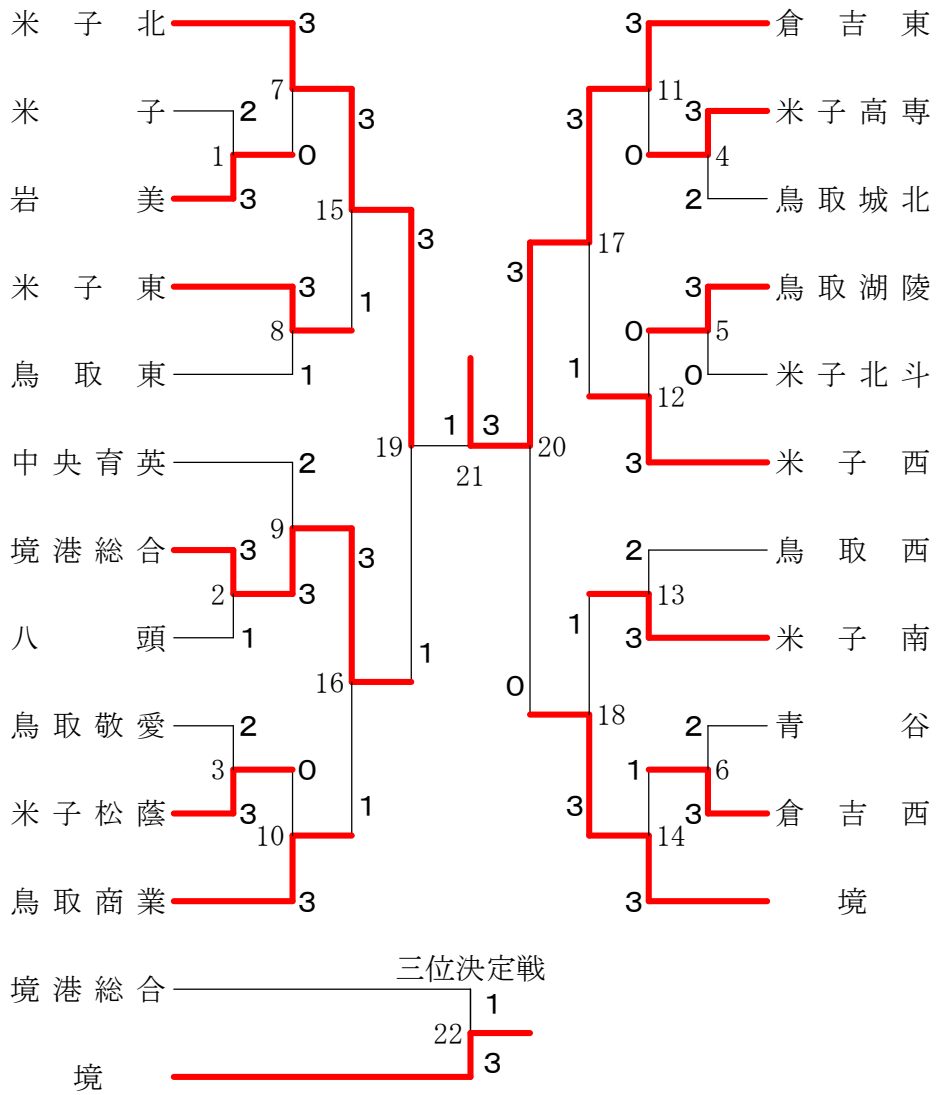 米子北 3 3 倉吉東
7 11
米子 2 3 3 3 米子高専
1 0 0 4
岩美 3 2 鳥取城北
15 3 17
米子東 3 3 3 鳥取湖陵
8 1 0 5
鳥取東 1 1 0 米子北斗
12
19 1 3 20
中央育英 2 21 3 米子西
9
境港総合 3 3 2 鳥取西
2 3 13
八頭 1 1 1 3 米子南
16 0 18
鳥取敬愛 2 2 青谷
3 0 1 6
米子松蔭 3 1 3 3 倉吉西
10 14
鳥取商業 3 3 境
三位決定戦
境港総合 1
22
境 3